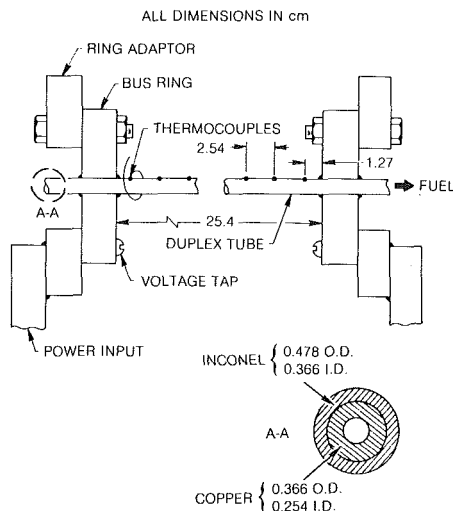 ALL DIMENSIONS IN cm
RING ADAPTOR
BUS RING
THERMOCOUPLES
2.54
1.27
FUEL
A-A
25.4
DUPLEX TUBE
VOLTAGE TAP
POWER INPUT
INCONEL { 0.478 O.D.
0.366 I.D.
A-A
COPPER { 0.366 O.D.
0.254 I.D.